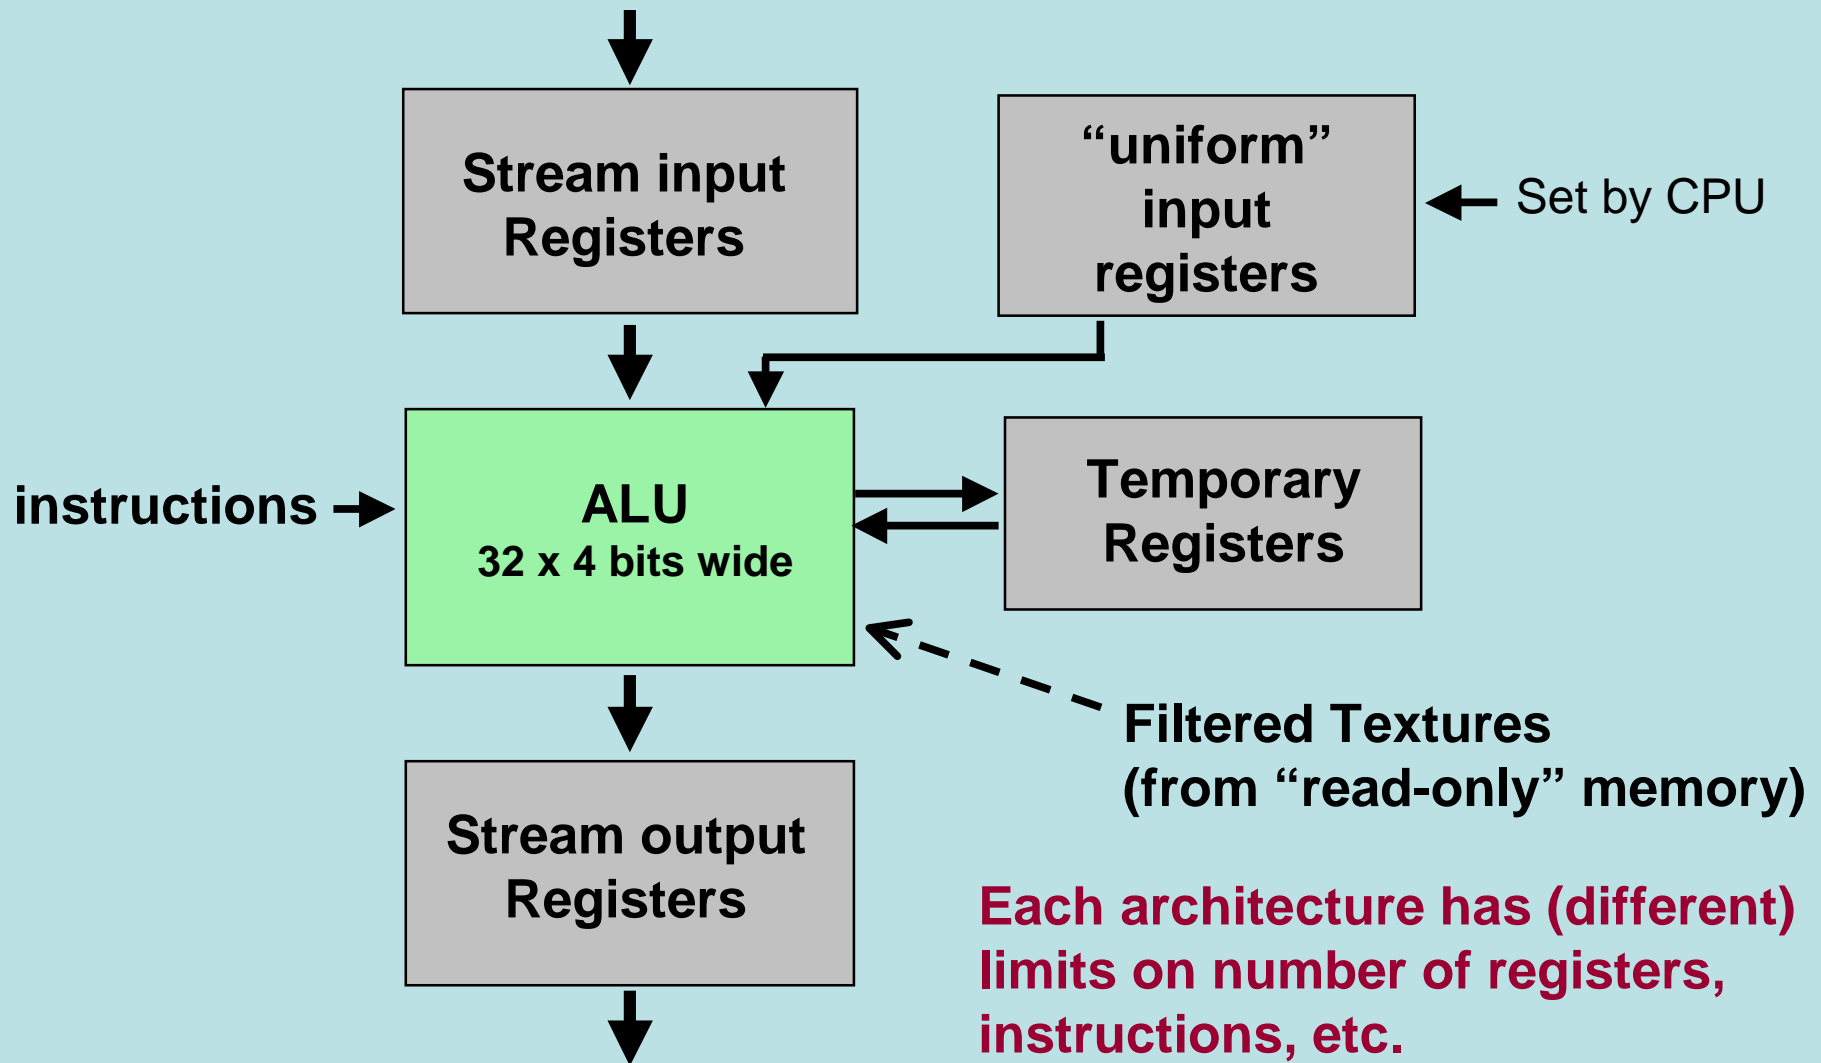 Stream input
Registers
“uniform”
input
registers
Set by CPU
instructions
ALU
32 x 4 bits wide
Temporary
Registers
Filtered Textures
(from “read-only” memory)
Stream output
Registers
Each architecture has (different)
limits on number of registers,
instructions, etc.